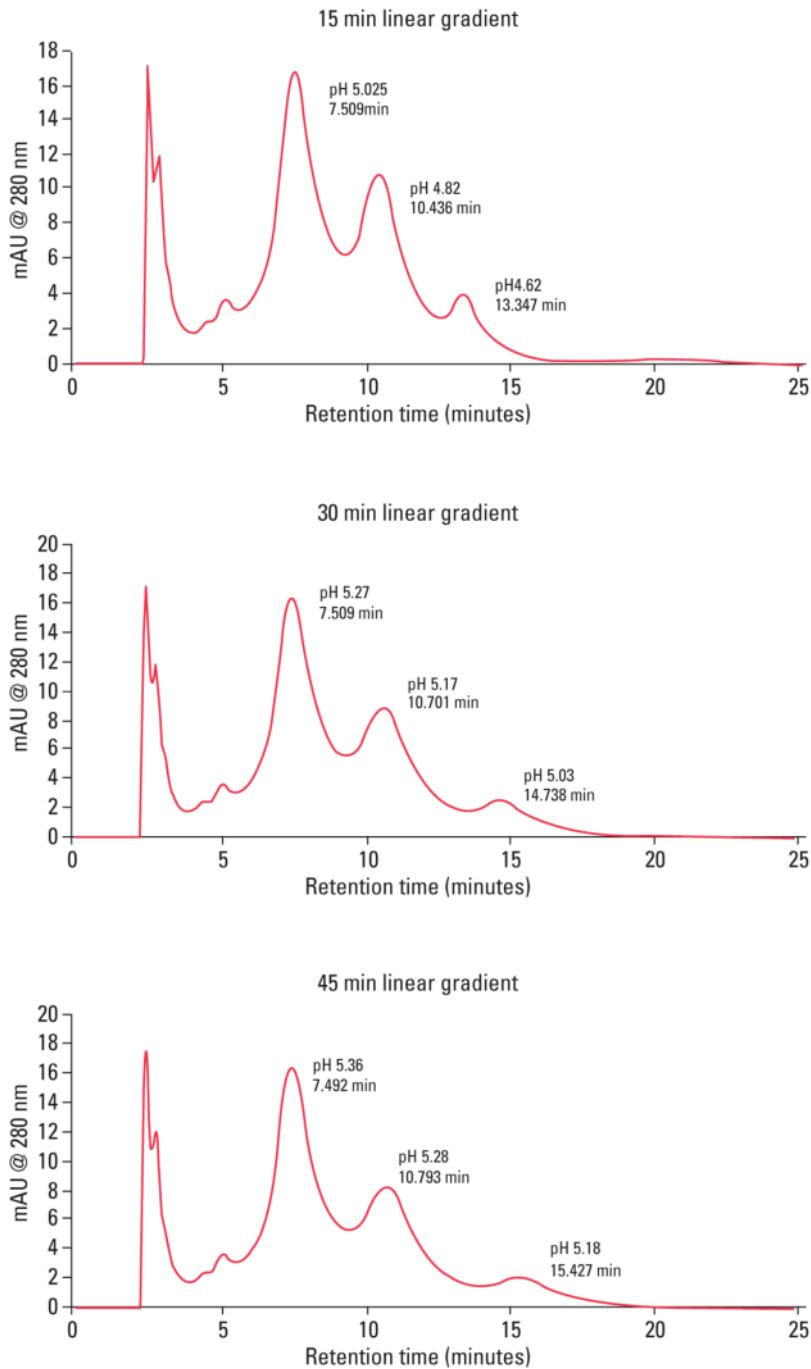 15 min linear gradient
18
16
14
12
10
8
6
4
2
0
mAU @ 280 nm
pH 5.025
7.509min
pH 4.82
10.436 min
pH4.62
13.347 min
0 5 10 15 20 25
Retention time (minutes)
30 min linear gradient
20
18
16
14
12
10
8
6
4
2
0
mAU @ 280 nm
pH 5.27
7.509 min
pH 5.17
10.701 min
pH 5.03
14.738 min
0 5 10 15 20 25
Retention time (minutes)
45 min linear gradient
20
18
16
14
12
10
8
6
4
2
0
mAU @ 280 nm
pH 5.36
7.492 min
pH 5.28
10.793 min
pH 5.18
15.427 min
0 5 10 15 20 25
Retention time (minutes)